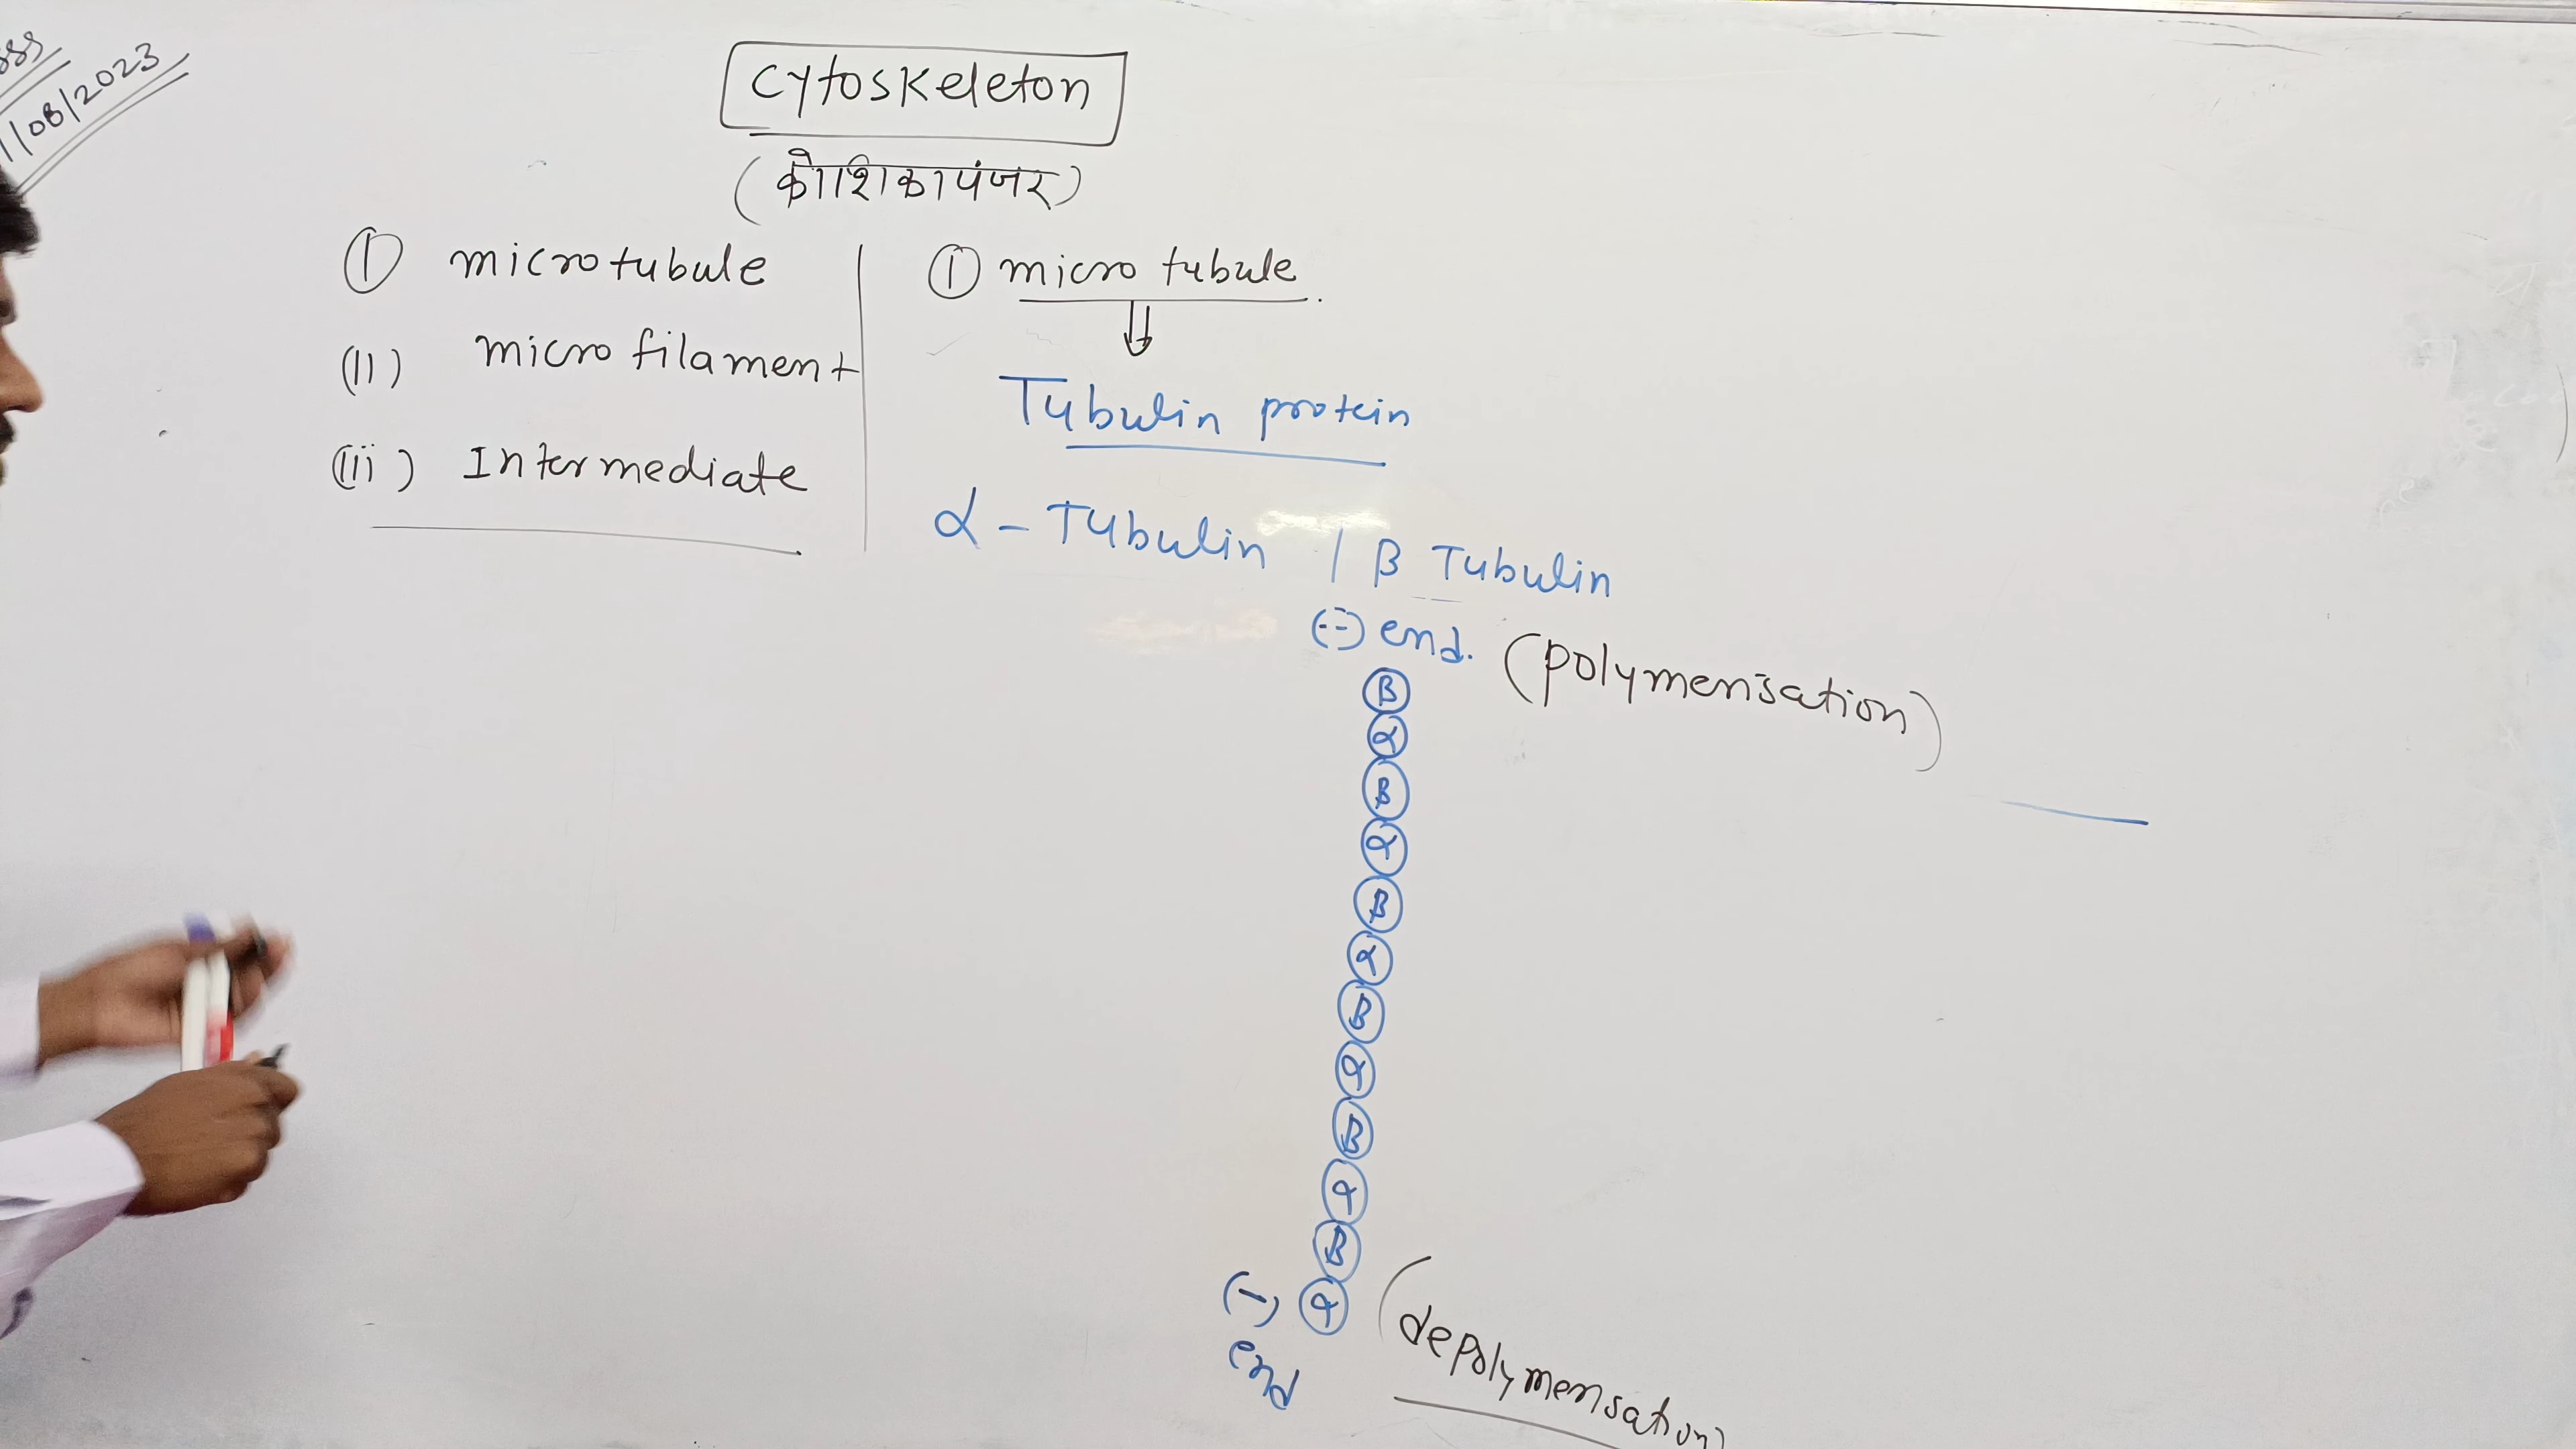 /08/2023
Cytoskeleton
(कोशिकापंजर)
(I) microtubule
(II) micro filament
(iii) Intermediate
(I) micro tubule
⇓
Tubulin protein
α - Tubulin / β Tubulin
end. (polymerisation)
β
α
β
α
β
α
β
α
β
α
β
(-) α
end
(depolymerisation)